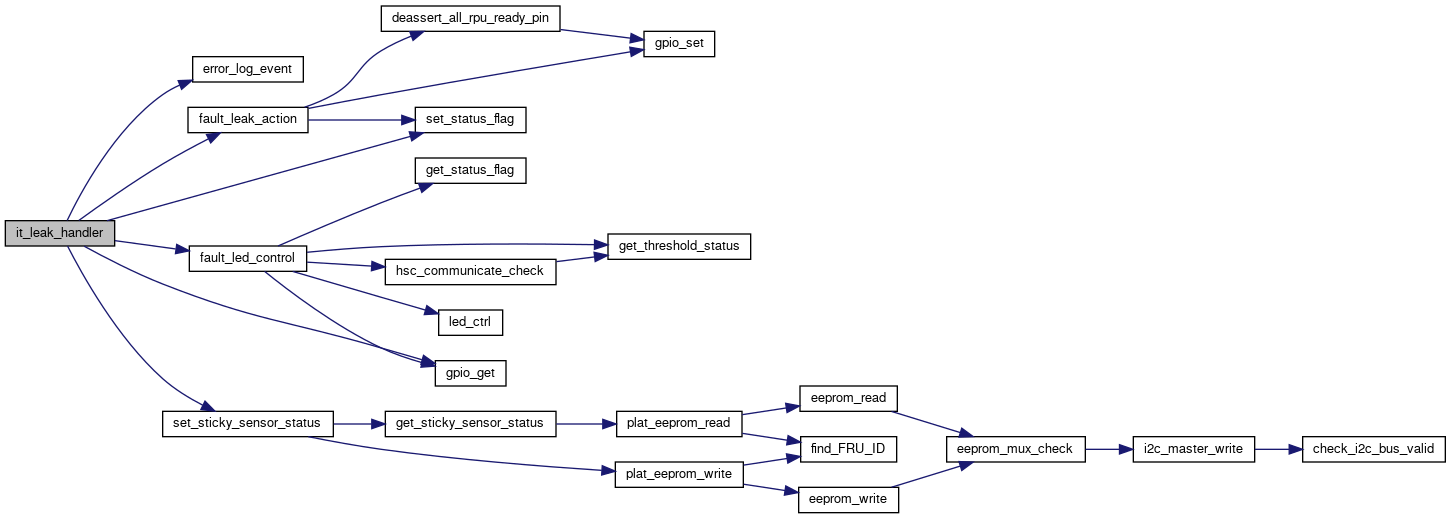 deassert_all_rpu_ready_pin
gpio_set
error_log_event
fault_leak_action
set_status_flag
get_status_flag
it_leak_handler
get_threshold_status
fault_led_control
hsc_communicate_check
led_ctrl
gpio_get
eeprom_read
set_sticky_sensor_status
get_sticky_sensor_status
plat_eeprom_read
find_FRU_ID
eeprom_mux_check
i2c_master_write
check_i2c_bus_valid
plat_eeprom_write
eeprom_write